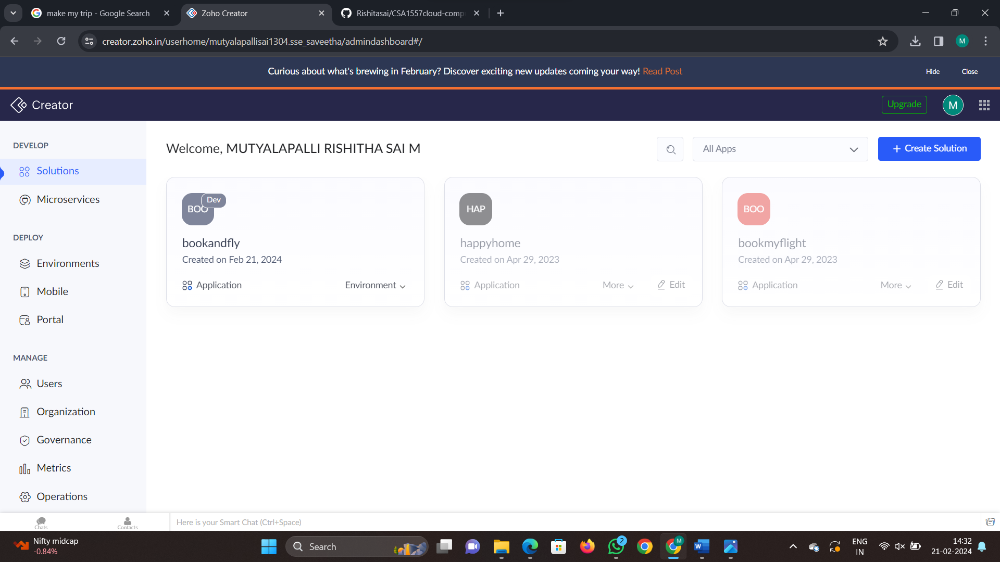 make my trip - Google Search
Zoho Creator
Rishitasai/CSA1557cloud-comp
creator.zoho.in/userhome/mutyalapallisai1304.sse_saveetha/admindashboard#/
M
Curious about what's brewing in February? Discover exciting new updates coming your way! Read Post
Hide
Close
Creator
Upgrade
M
DEVELOP
Solutions
Microservices
DEPLOY
Environments
Mobile
Portal
MANAGE
Users
Organization
Governance
Metrics
Operations
Welcome, MUTYALAPALLI RISHITHA SAI M
All Apps
+ Create Solution
BOO
Dev
bookandfly
Created on Feb 21, 2024
Application
Environment
HAP
happyhome
Created on Apr 29, 2023
Application
More
Edit
BOO
bookmyflight
Created on Apr 29, 2023
Application
More
Edit
Chats
Contacts
Here is your Smart Chat (Ctrl+Space)
Nifty midcap
-0.84%
Search
2
M
W
ENG
IN
14:32
21-02-2024